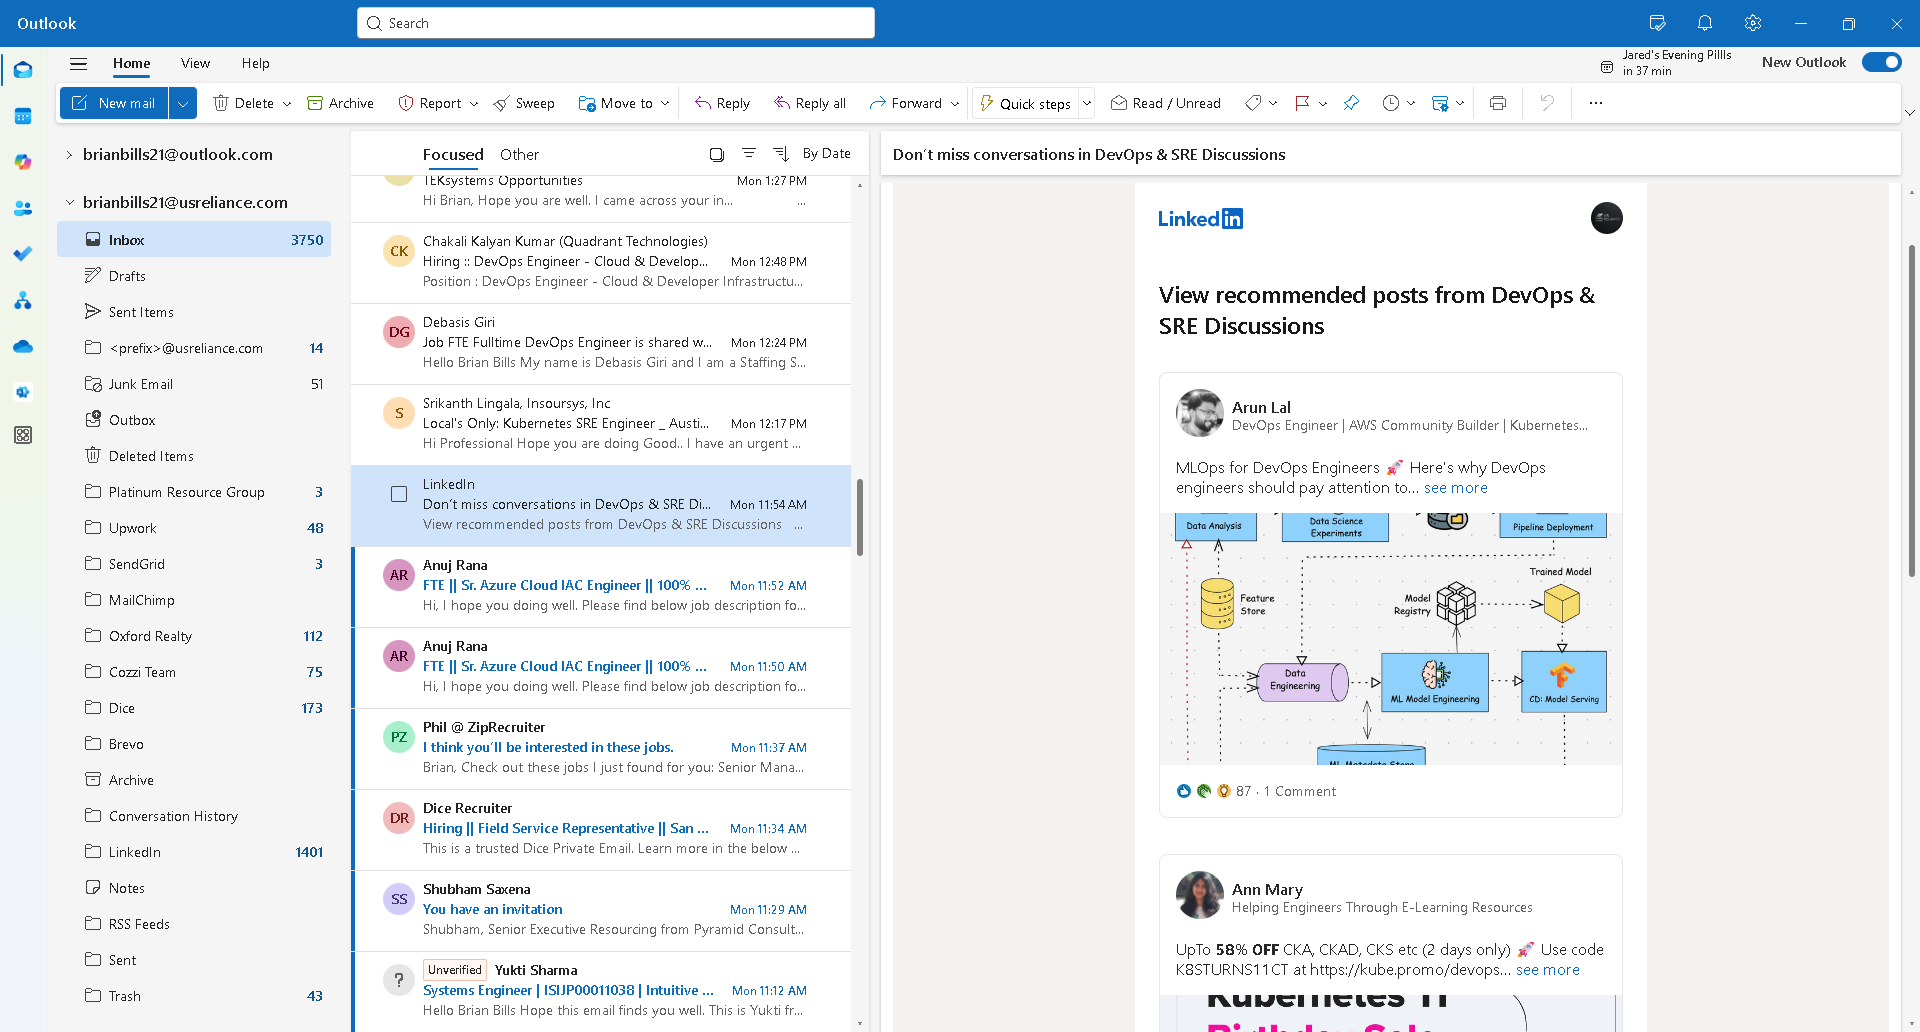 Outlook
Search
Home
View
Help
Jared's Evening Pillls
in 37 min
New Outlook
New mail
Delete
Archive
Report
Sweep
Move to
Reply
Reply all
Forward
Quick steps
Read / Unread
brianbills21@outlook.com
brianbills21@usreliance.com
Inbox 3750
Drafts
Sent Items
<prefix>@usreliance.com 14
Junk Email 51
Outbox
Deleted Items
Platinum Resource Group 3
Upwork 48
SendGrid 3
MailChimp
Oxford Realty 112
Cozzi Team 75
Dice 173
Brevo
Archive
Conversation History
LinkedIn 1401
Notes
RSS Feeds
Sent
Trash 43
Focused
Other
By Date
TEKsystems Opportunities Mon 1:27 PM
Hi Brian, Hope you are well. I came across your in... ...
CK
Chakali Kalyan Kumar (Quadrant Technologies)
Hiring :: DevOps Engineer - Cloud & Develop... Mon 12:48 PM
Position : DevOps Engineer - Cloud & Developer Infrastructu...
DG
Debasis Giri
Job FTE Fulltime DevOps Engineer is shared w... Mon 12:24 PM
Hello Brian Bills My name is Debasis Giri and I am a Staffing S...
S
Srikanth Lingala, Insoursys, Inc
Local's Only: Kubernetes SRE Engineer _ Austi... Mon 12:17 PM
Hi Professional Hope you are doing Good.. I have an urgent ...
LinkedIn
Don't miss conversations in DevOps & SRE Di... Mon 11:54 AM
View recommended posts from DevOps & SRE Discussions ...
AR
Anuj Rana
FTE || Sr. Azure Cloud IAC Engineer || 100% ... Mon 11:52 AM
Hi, I hope you doing well. Please find below job description fo...
AR
Anuj Rana
FTE || Sr. Azure Cloud IAC Engineer || 100% ... Mon 11:50 AM
Hi, I hope you doing well. Please find below job description fo...
PZ
Phil @ ZipRecruiter
I think you'll be interested in these jobs. Mon 11:37 AM
Brian, Check out these jobs I just found for you: Senior Mana...
DR
Dice Recruiter
Hiring || Field Service Representative || San ... Mon 11:34 AM
This is a trusted Dice Private Email. Learn more in the below ...
SS
Shubham Saxena
You have an invitation Mon 11:29 AM
Shubham, Senior Executive Resourcing from Pyramid Consult...
?
Unverified Yukti Sharma
Systems Engineer | ISIJP00011038 | Intuitive ... Mon 11:12 AM
Hello Brian Bills Hope this email finds you well. This is Yukti fr...
Don't miss conversations in DevOps & SRE Discussions
Linked in
View recommended posts from DevOps &
SRE Discussions
Arun Lal
DevOps Engineer | AWS Community Builder | Kubernetes...
MLOps for DevOps Engineers 🚀 Here's why DevOps
engineers should pay attention to... see more
Data Analysis
Data Science
Experiments
Pipeline Deployment
Trained Model
Feature
Store
Model
Registry
Data
Engineering
ML Model Engineering
CD: Model Serving
ML Metadata Store
87 · 1 Comment
Ann Mary
Helping Engineers Through E-Learning Resources
UpTo 58% OFF CKA, CKAD, CKS etc (2 days only) 🚀 Use code
K8STURNS11CT at https://kube.promo/devops... see more
Kubernetes 11
Birthday Sale